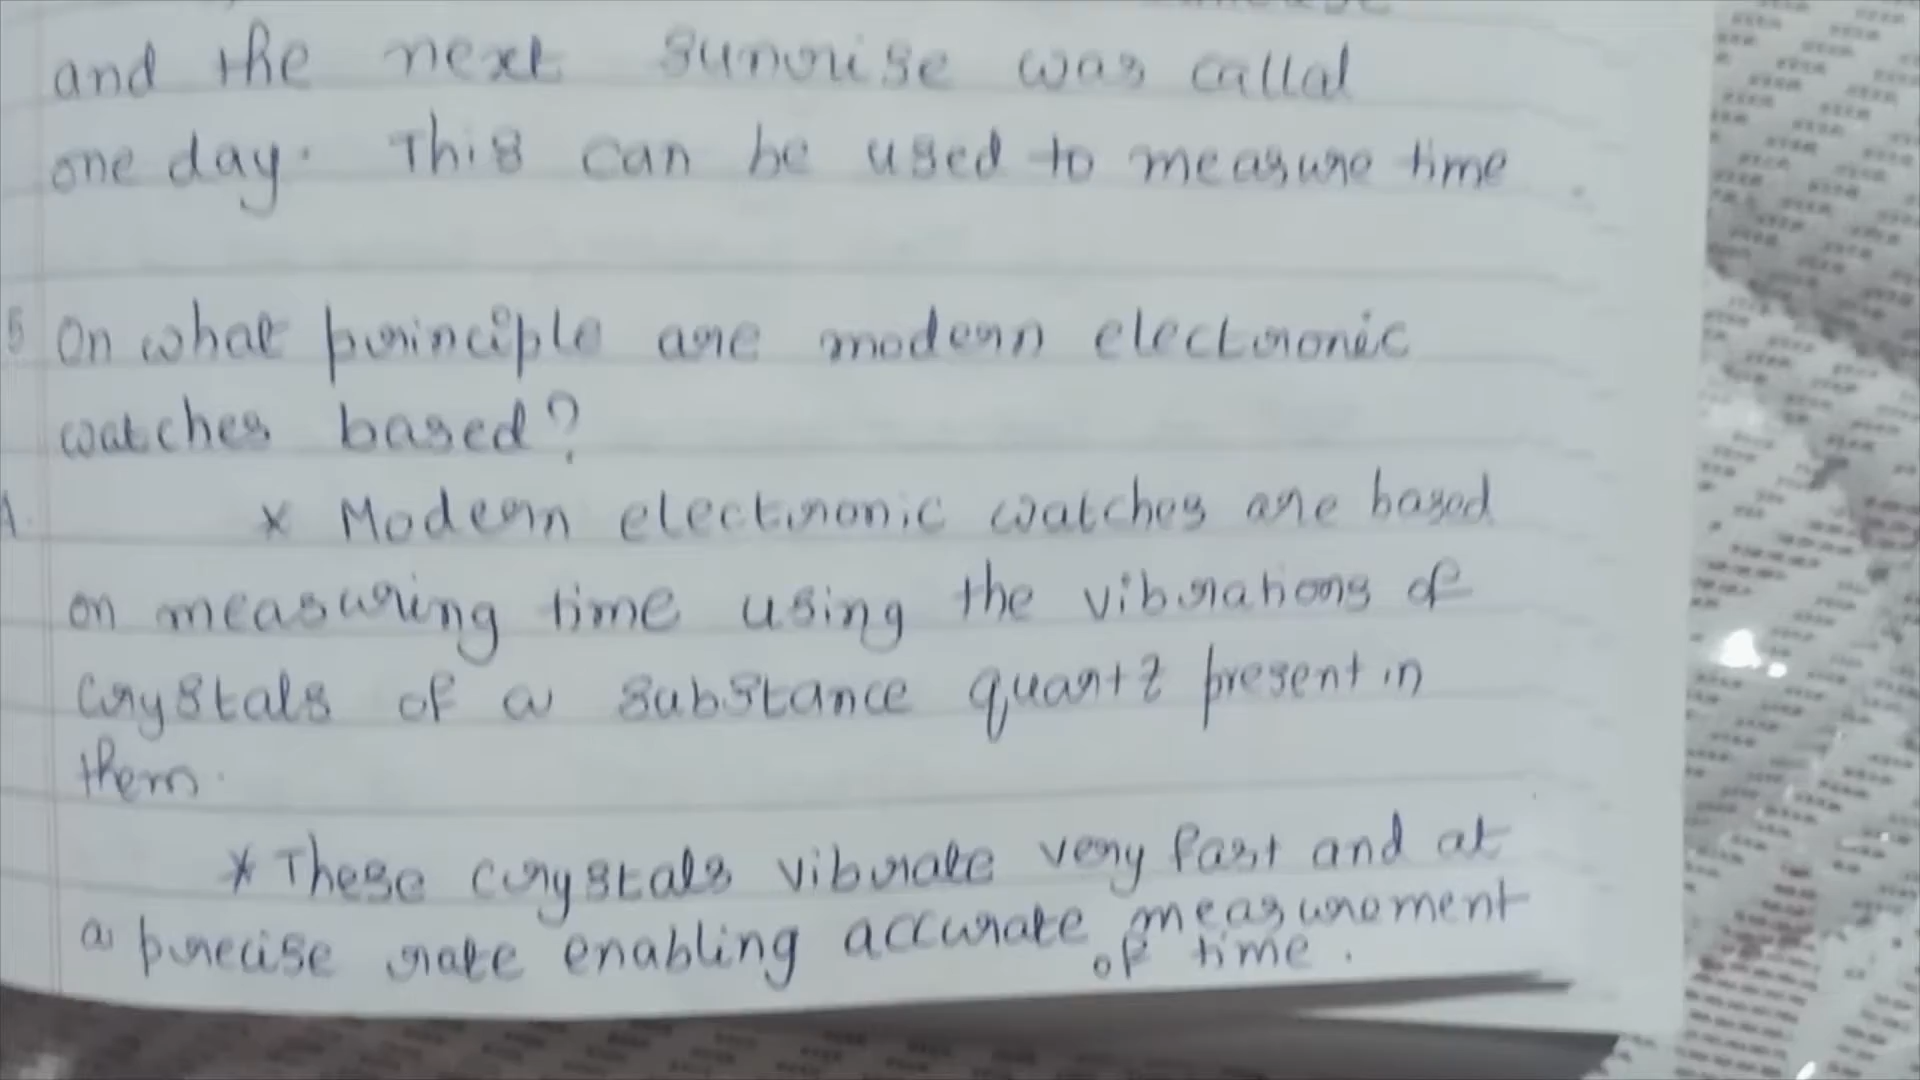 and the next sunrise was callal
one day. This can be used to measure time.
5 On what principle are modern electronic
watches based?
A. * Modern electronic watches are based
on measuring time using the vibrations of
crystals of a substance quartz present in
them.
* These crystals vibrate very fast and at
a precise rate enabling accurate measurement
of time.